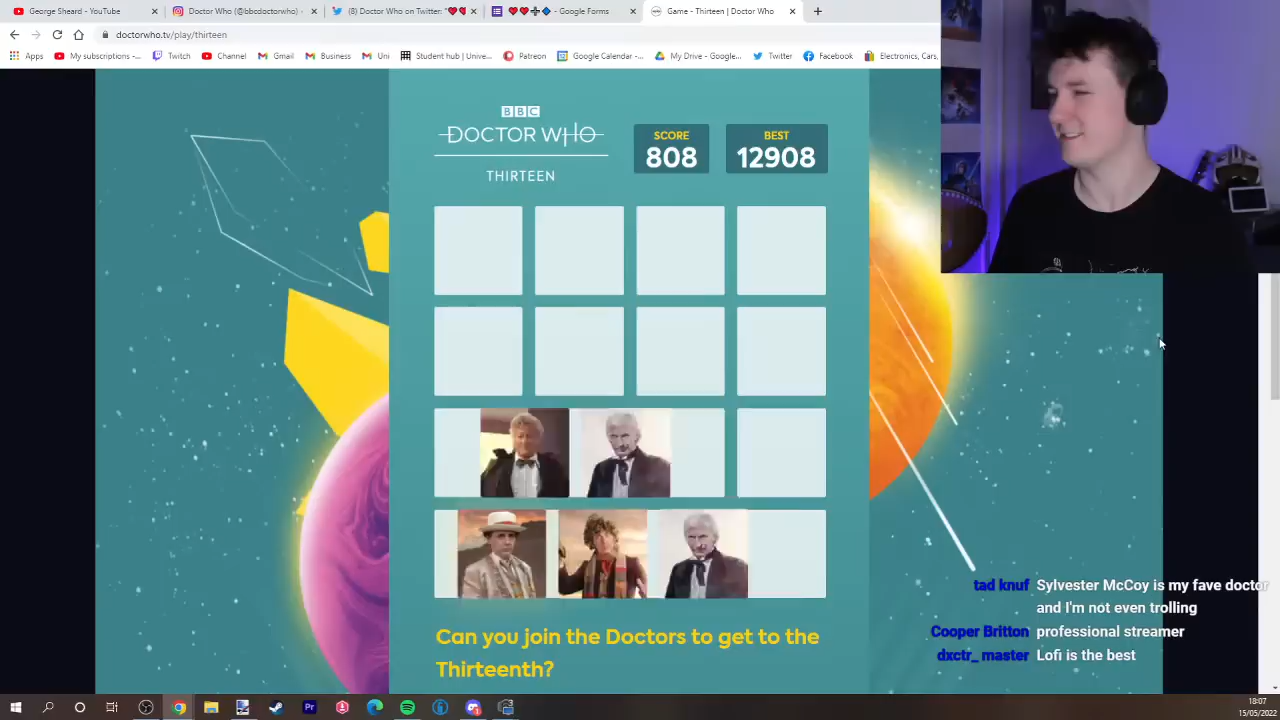 George Sheard - YouTube
Instagram
Doctor Who (@bbcdoctorwho) •
(8) Doctor Who on Twitter: "
- Google Forms
Game - Thirteen | Doctor Who
doctorwho.tv/play/thirteen
Apps
My subscriptions -...
Twitch
Channel
Gmail
Business
Uni
Student hub | Unive...
Patreon
Google Calendar -...
My Drive - Google...
Twitter
Facebook
Electronics, Cars,
BBC
DOCTOR WHO
THIRTEEN
SCORE
808
BEST
12908
Can you join the Doctors to get to the
Thirteenth?
tad knuf Sylvester McCoy is my fave doctor
and I'm not even trolling
Cooper Britton professional streamer
dxctr_ master Lofi is the best
18:07
15/05/2022